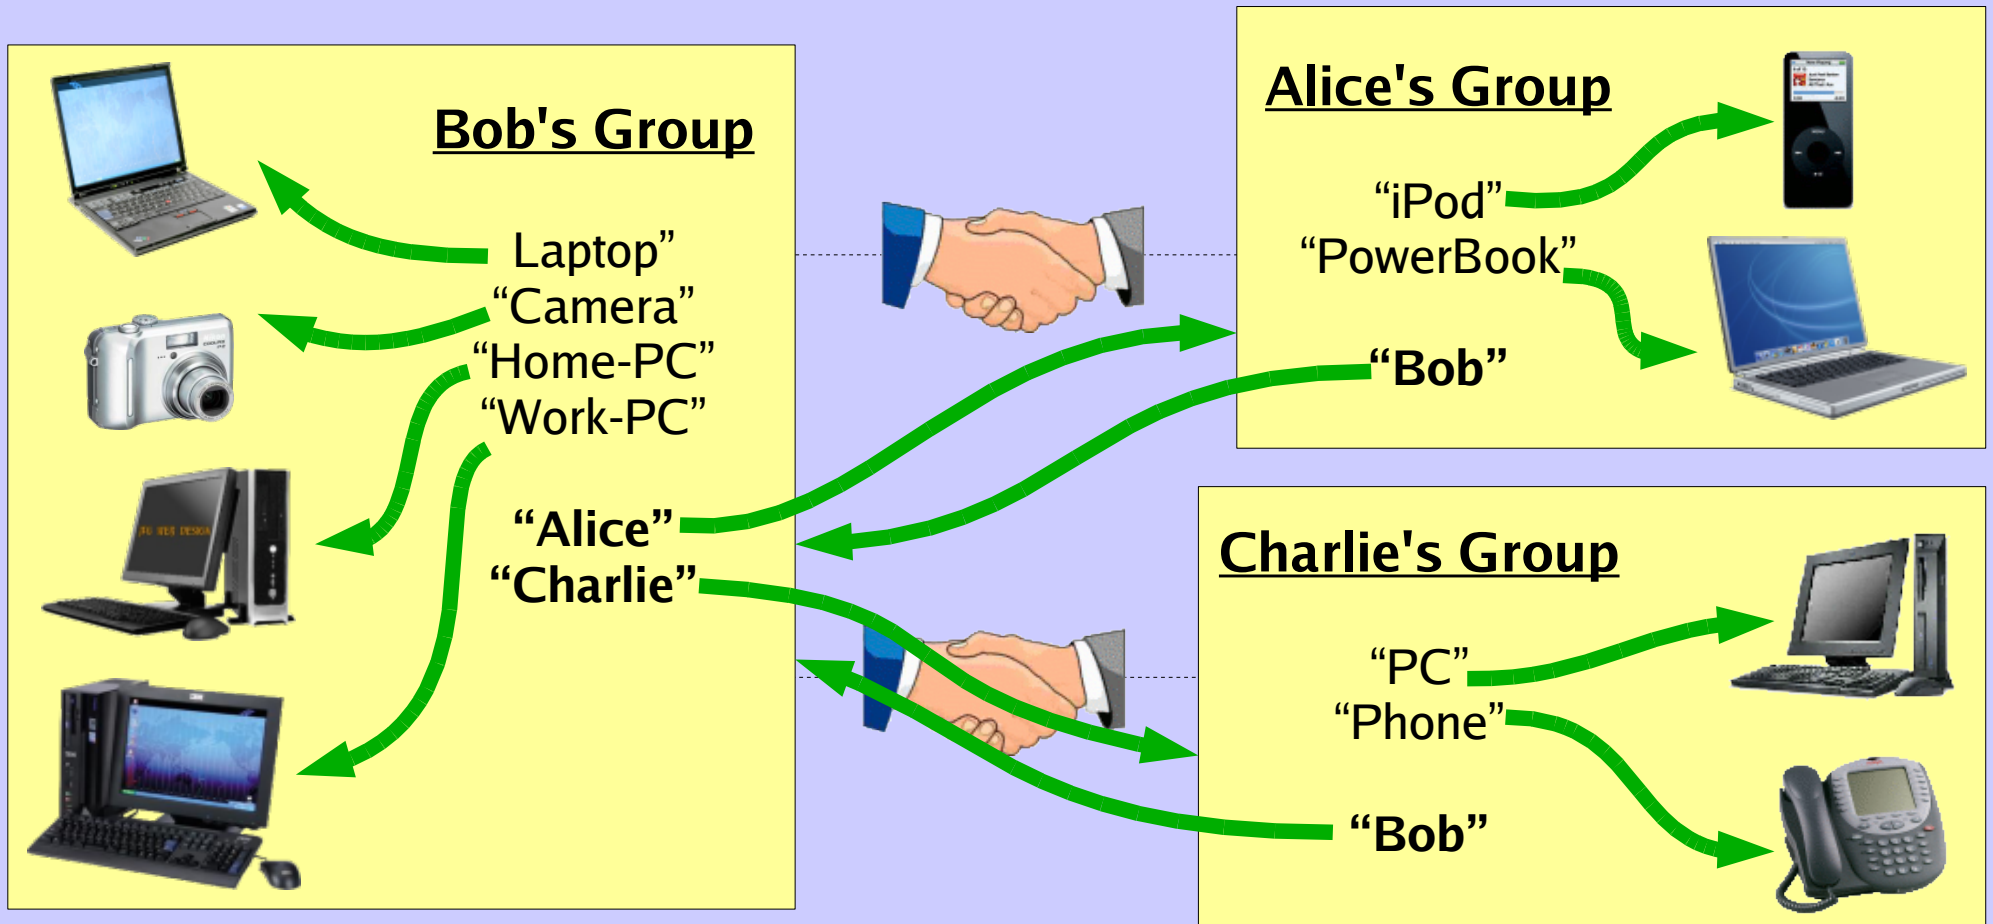 Bob's Group
Laptop”
“Camera”
“Home-PC”
“Work-PC”
“Alice”
“Charlie”
Alice's Group
“iPod”
“PowerBook”
“Bob”
Charlie's Group
“PC”
“Phone”
“Bob”